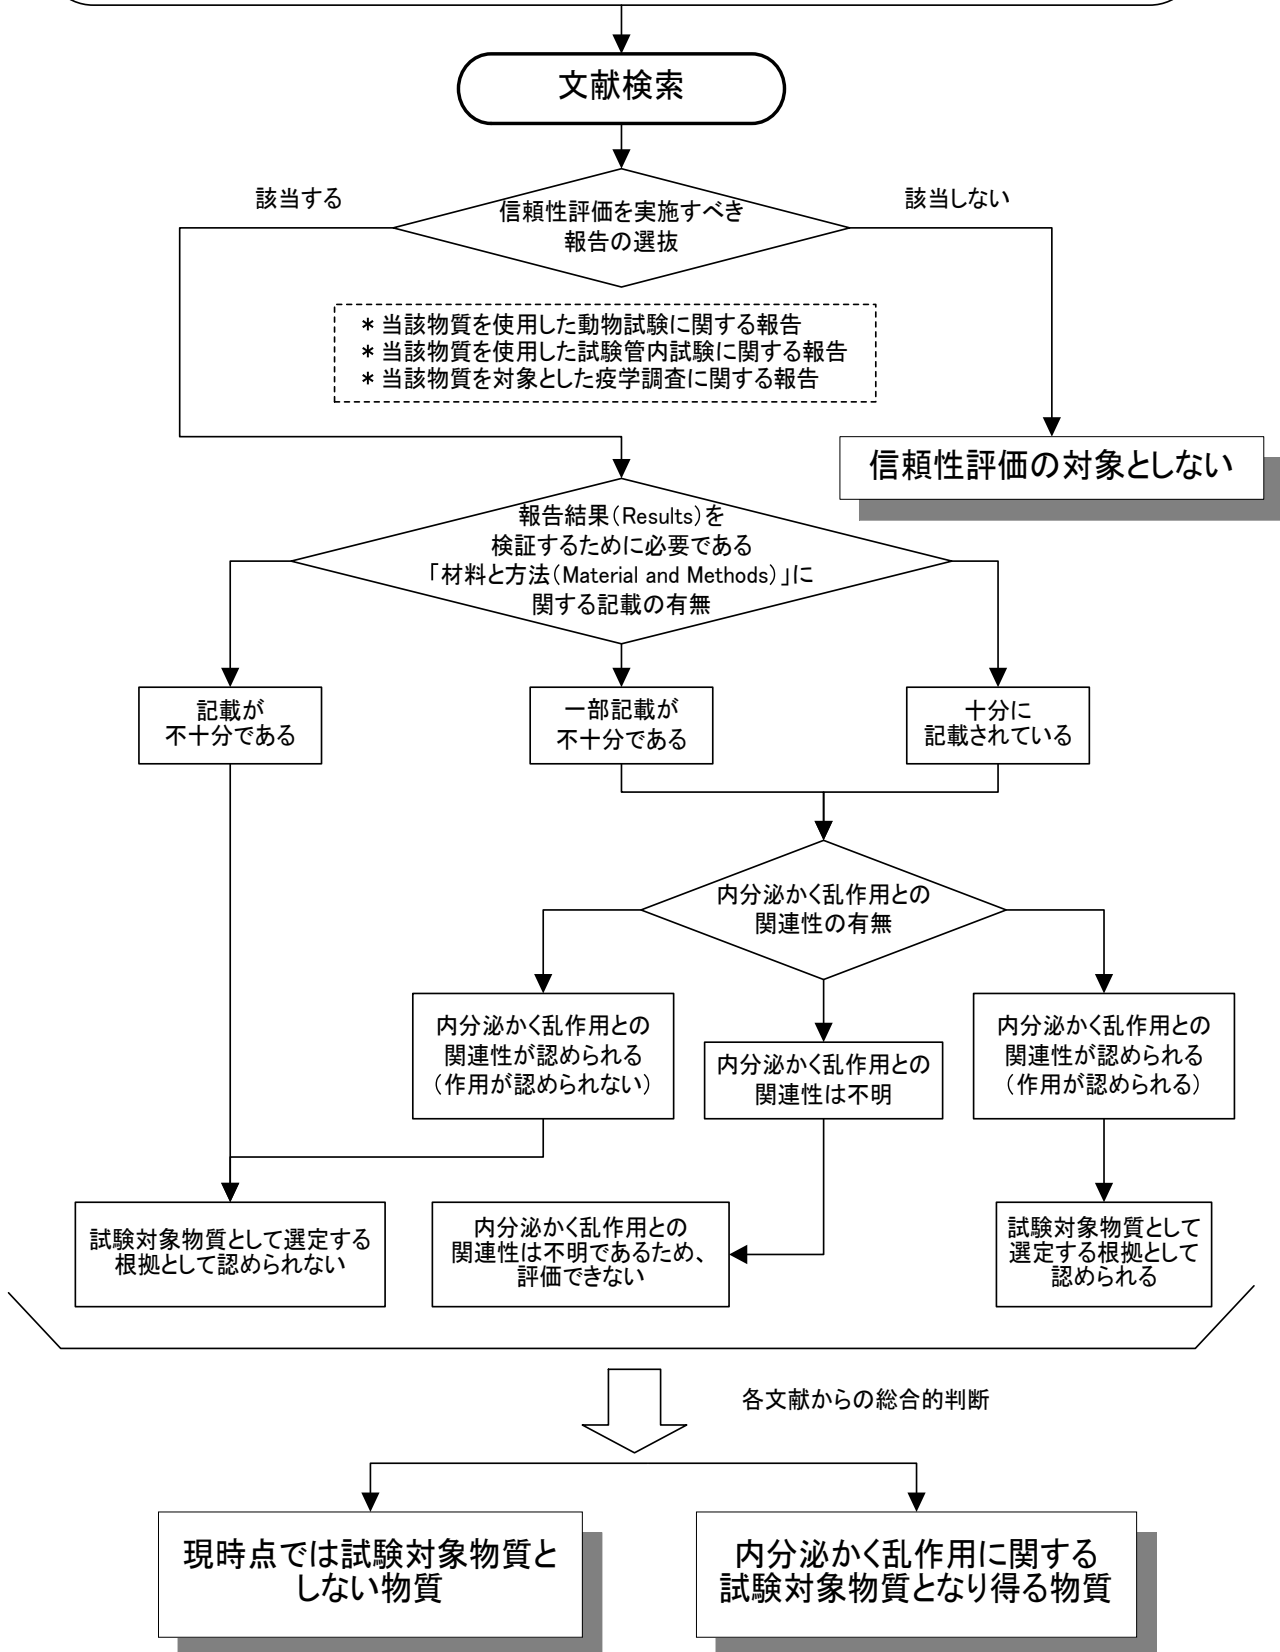 文献検索
該当する
該当しない
信頼性評価を実施すべき
報告の選抜
＊当該物質を使用した動物試験に関する報告
＊当該物質を使用した試験管内試験に関する報告
＊当該物質を対象とした疫学調査に関する報告
信頼性評価の対象としない
報告結果（Results）を
検証するために必要である
「材料と方法（Material and Methods）」に
関する記載の有無
記載が
不十分である
一部記載が
不十分である
十分に
記載されている
内分泌かく乱作用との
関連性の有無
内分泌かく乱作用との
関連性が認められる
（作用が認められない）
内分泌かく乱作用との
関連性は不明
内分泌かく乱作用との
関連性が認められる
（作用が認められる）
試験対象物質として選定する
根拠として認められない
内分泌かく乱作用との
関連性は不明であるため、
評価できない
試験対象物質として
選定する根拠として
認められる
各文献からの総合的判断
現時点では試験対象物質と
しない物質
内分泌かく乱作用に関する
試験対象物質となり得る物質